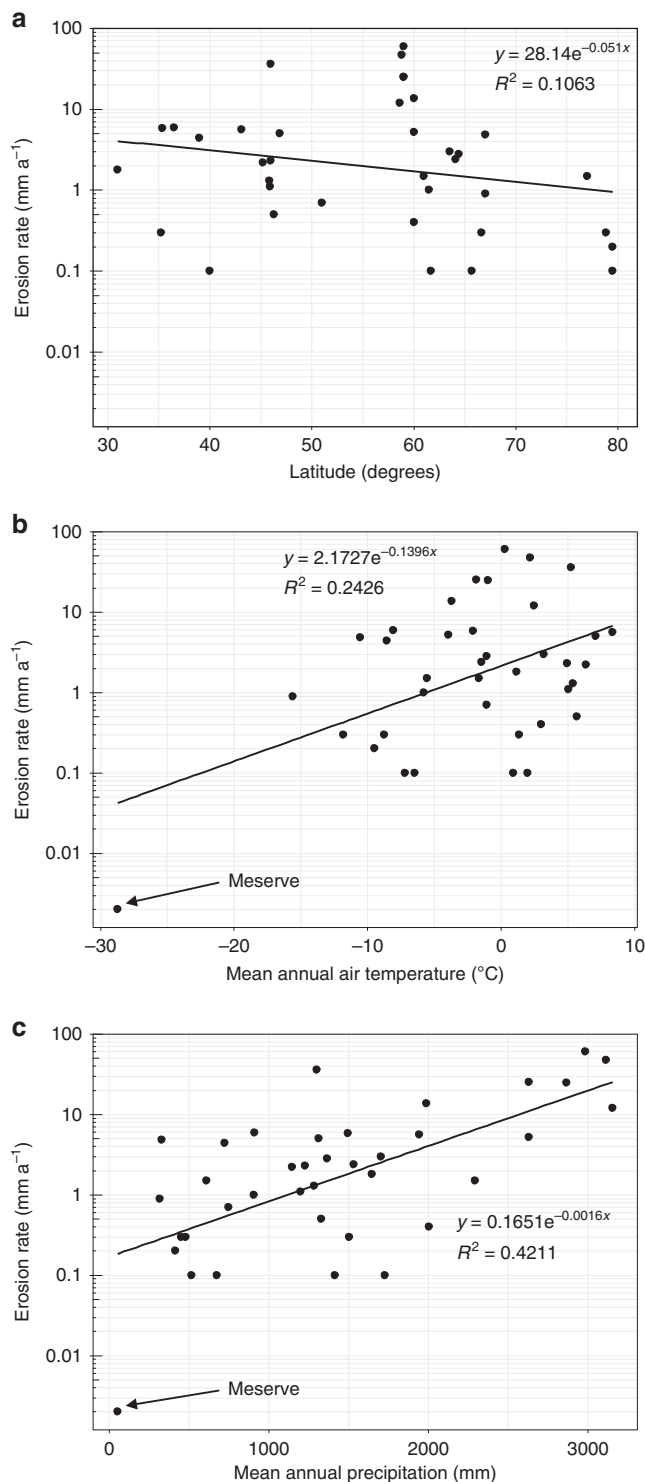 a
100
10
1
0.1
0.01
Erosion rate (mm a⁻¹)
y = 28.14e⁻⁰·⁰⁵¹ˣ
R² = 0.1063
30 40 50 60 70 80
Latitude (degrees)
b
100
10
1
0.1
0.01
Erosion rate (mm a⁻¹)
y = 2.1727e⁻⁰·¹³⁹⁶ˣ
R² = 0.2426
Meserve
–30 –20 –10 0 10
Mean annual air temperature (°C)
c
100
10
1
0.1
0.01
Erosion rate (mm a⁻¹)
y = 0.1651e⁻⁰·⁰⁰¹⁶ˣ
R² = 0.4211
Meserve
0 1000 2000 3000
Mean annual precipitation (mm)